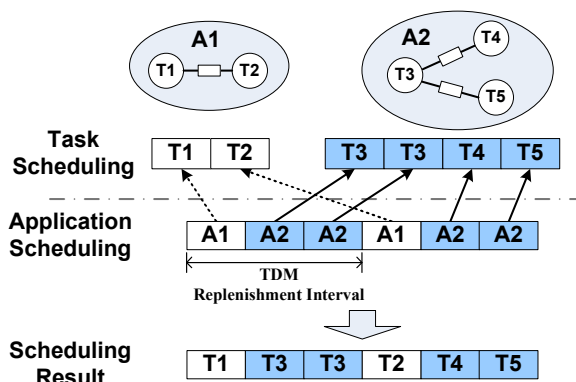 A1
T1 T2
A2
T4
T3
T5
Task
Scheduling
T1 T2 T3 T3 T4 T5
Application
Scheduling
A1 A2 A2 A1 A2 A2
TDM
Replenishment Interval
Scheduling
Result
T1 T3 T3 T2 T4 T5